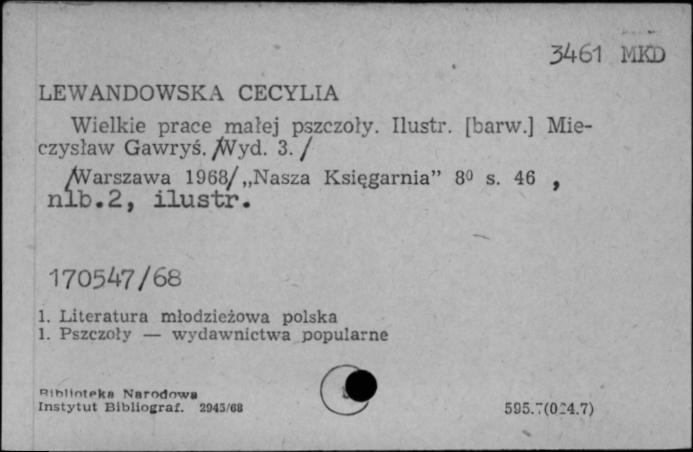 3461 MKD
LEWANDOWSKA CECYLIA
Wielkie prace małej pszczoły. Ilustr. [barw.] Mie-
czysław Gawryś. /Wyd. 3. /
/Warszawa 1968/ „Nasza Księgarnia” 8⁰ s. 46 ,
nlb.2, ilustr.
170547/68
1. Literatura młodzieżowa polska
1. Pszczoły — wydawnictwa popularne
Biblioteka Narodowa
Instytut Bibliograf. 2945/68
595.7(024.7)